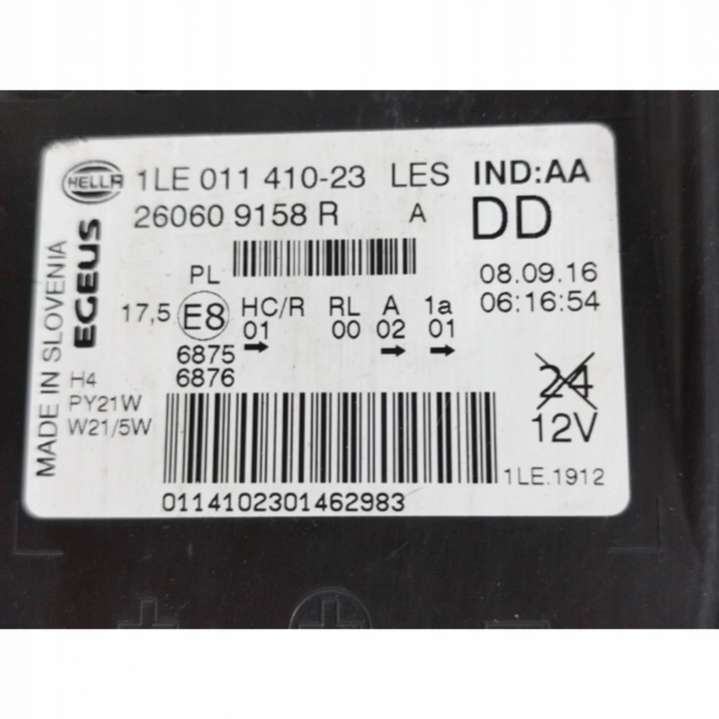 HELLA 1LE 011 410-23 LES IND:AA
260609158 R A DD
MADE IN SLOVENIA
EGEUS
PL
08.09.16
06:16:54
17,5 E8 HC/R RL A 1a
01 00 02 01
6875
6876
H4
PY21W
W21/5W
24
12V
1LE.1912
0114102301462983